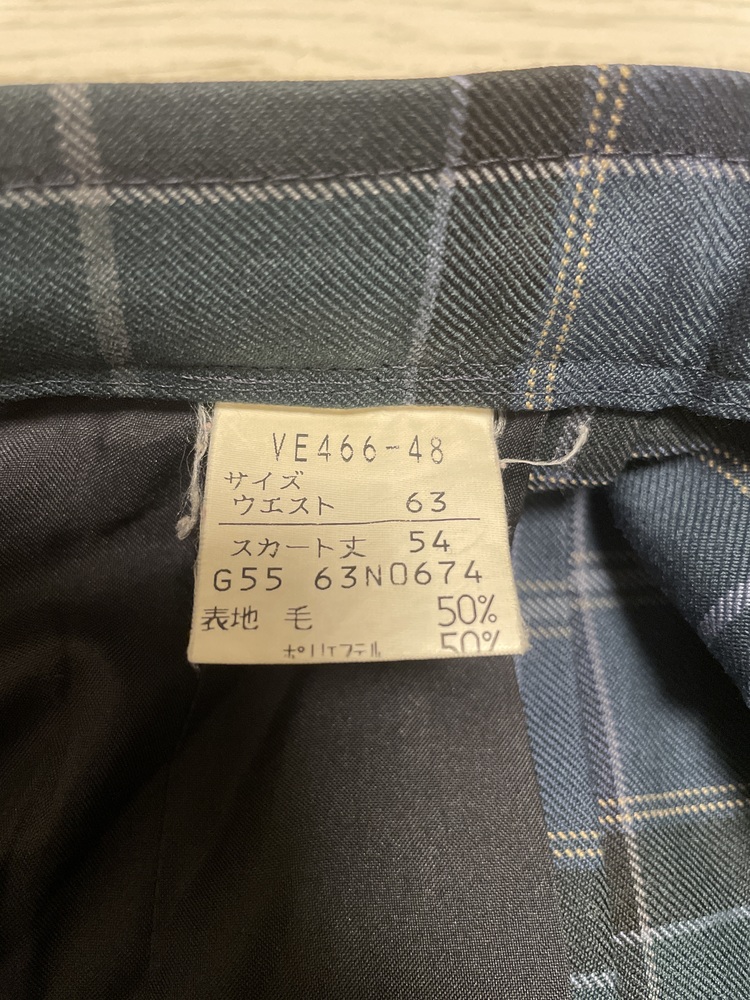 VE466-48
サイズ
ウエスト 63
スカート丈 54
G55 63N0674
表地 毛 50%
ポリエステル 50%